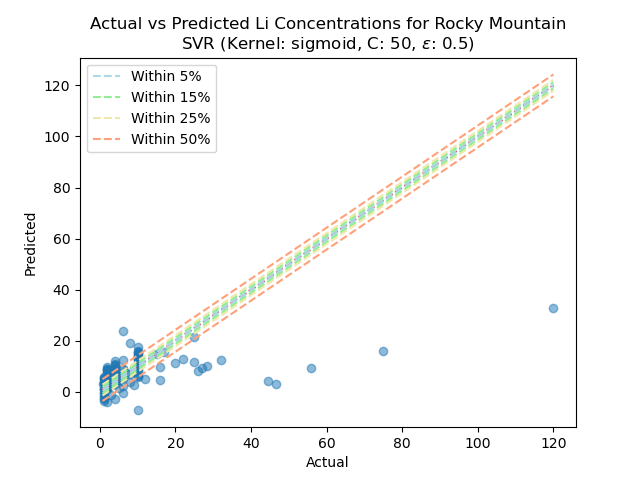 Actual vs Predicted Li Concentrations for Rocky Mountain
SVR (Kernel: sigmoid, C: 50, ε: 0.5)
Within 5%
Within 15%
Within 25%
Within 50%
Predicted
120
100
80
60
40
20
0
0 20 40 60 80 100 120
Actual